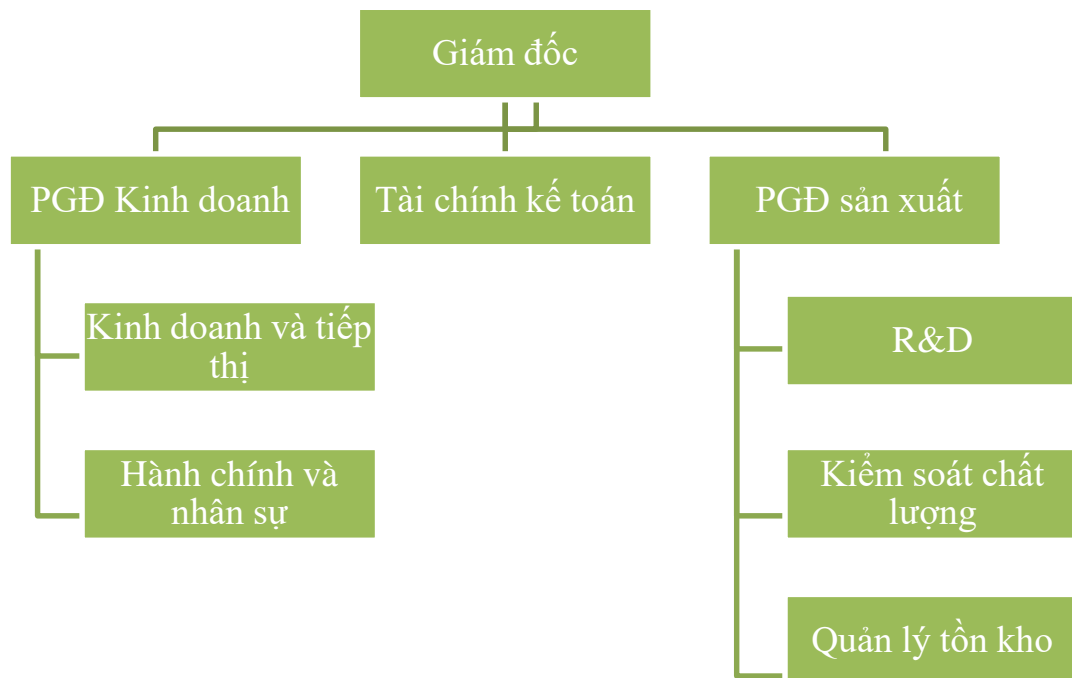 Giám đốc
PGĐ Kinh doanh
Tài chính kế toán
PGĐ sản xuất
Kinh doanh và tiếp
thị
Hành chính và
nhân sự
R&D
Kiểm soát chất
lượng
Quản lý tồn kho